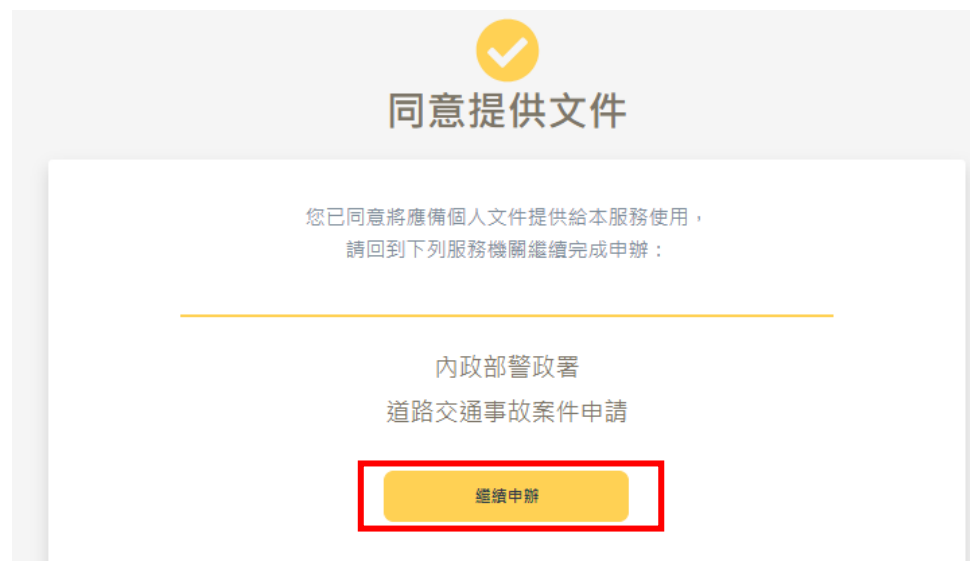 同意提供文件
您已同意將應備個人文件提供給本服務使用，
請回到下列服務機關繼續完成申辦：
內政部警政署
道路交通事故案件申請
繼續申辦